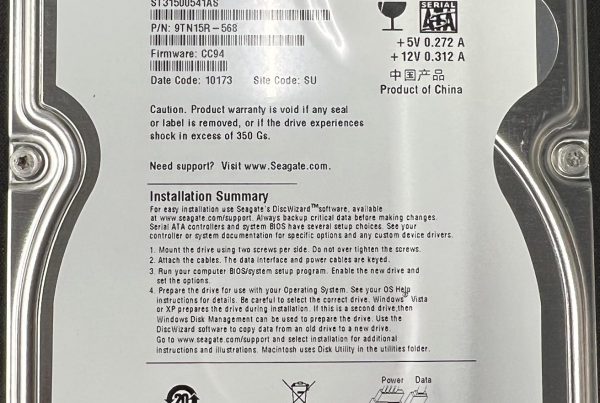 ST31500541AS
P/N: 9TN15R-568
Firmware: CC94
Date Code: 10173 Site Code: SU
SERIAL
ATA
+5V 0.272 A
+12V 0.312 A
中国产品
Product of China
Caution. Product warranty is void if any seal
or label is removed, or if the drive experiences
shock in excess of 350 Gs.
Need support? Visit www.Seagate.com.
Installation Summary
For easy installation use Seagate's DiscWizard™ software, available
at www.seagate.com/support. Always backup critical data before making changes.
Serial ATA controllers and system BIOS have several setup choices. See your
controller or system documentation for specific options and any custom device drivers.
1. Mount the drive using two screws per side. Do not over tighten the screws.
2. Attach the cables. The data interface and power cables are keyed.
3. Run your computer BIOS/system setup program. Enable the new drive and
set the options.
4. Prepare the drive for use with your Operating System. See your OS Help
instructions for details. Be careful to select the correct drive. Windows® Vista
or XP prepares the drive during installation. If this is a second drive, then
Windows Disk Management can be used to prepare the drive. Use the
DiscWizard software to copy data from an old drive to a new drive.
Go to www.seagate.com/support and select installation for additional
instructions and illustrations. Macintosh uses Disk Utility in the utilities folder.
20
Power Data